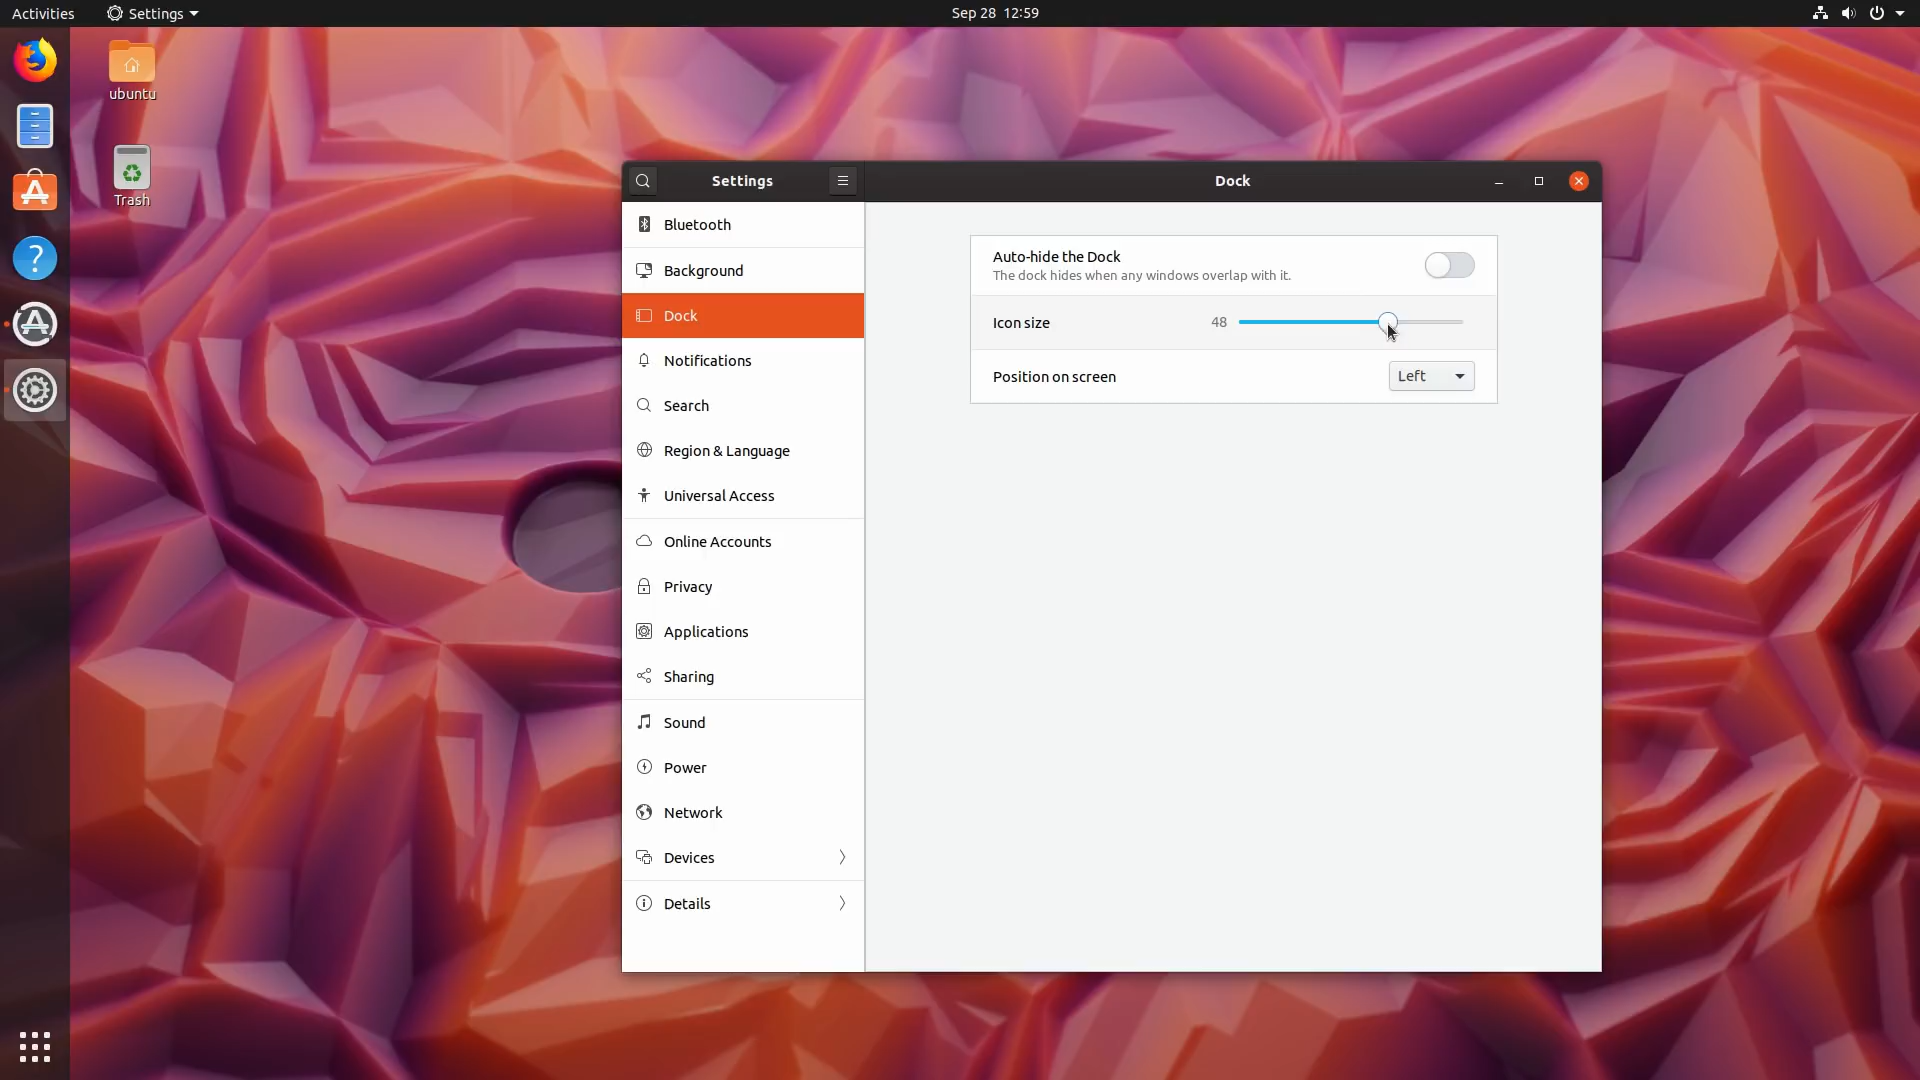 Activities
Settings
Sep 28 12:59
ubuntu
Trash
Settings
Dock
Bluetooth
Background
Dock
Notifications
Search
Region & Language
Universal Access
Online Accounts
Privacy
Applications
Sharing
Sound
Power
Network
Devices
Details
Auto-hide the Dock
The dock hides when any windows overlap with it.
Icon size 48
Position on screen Left